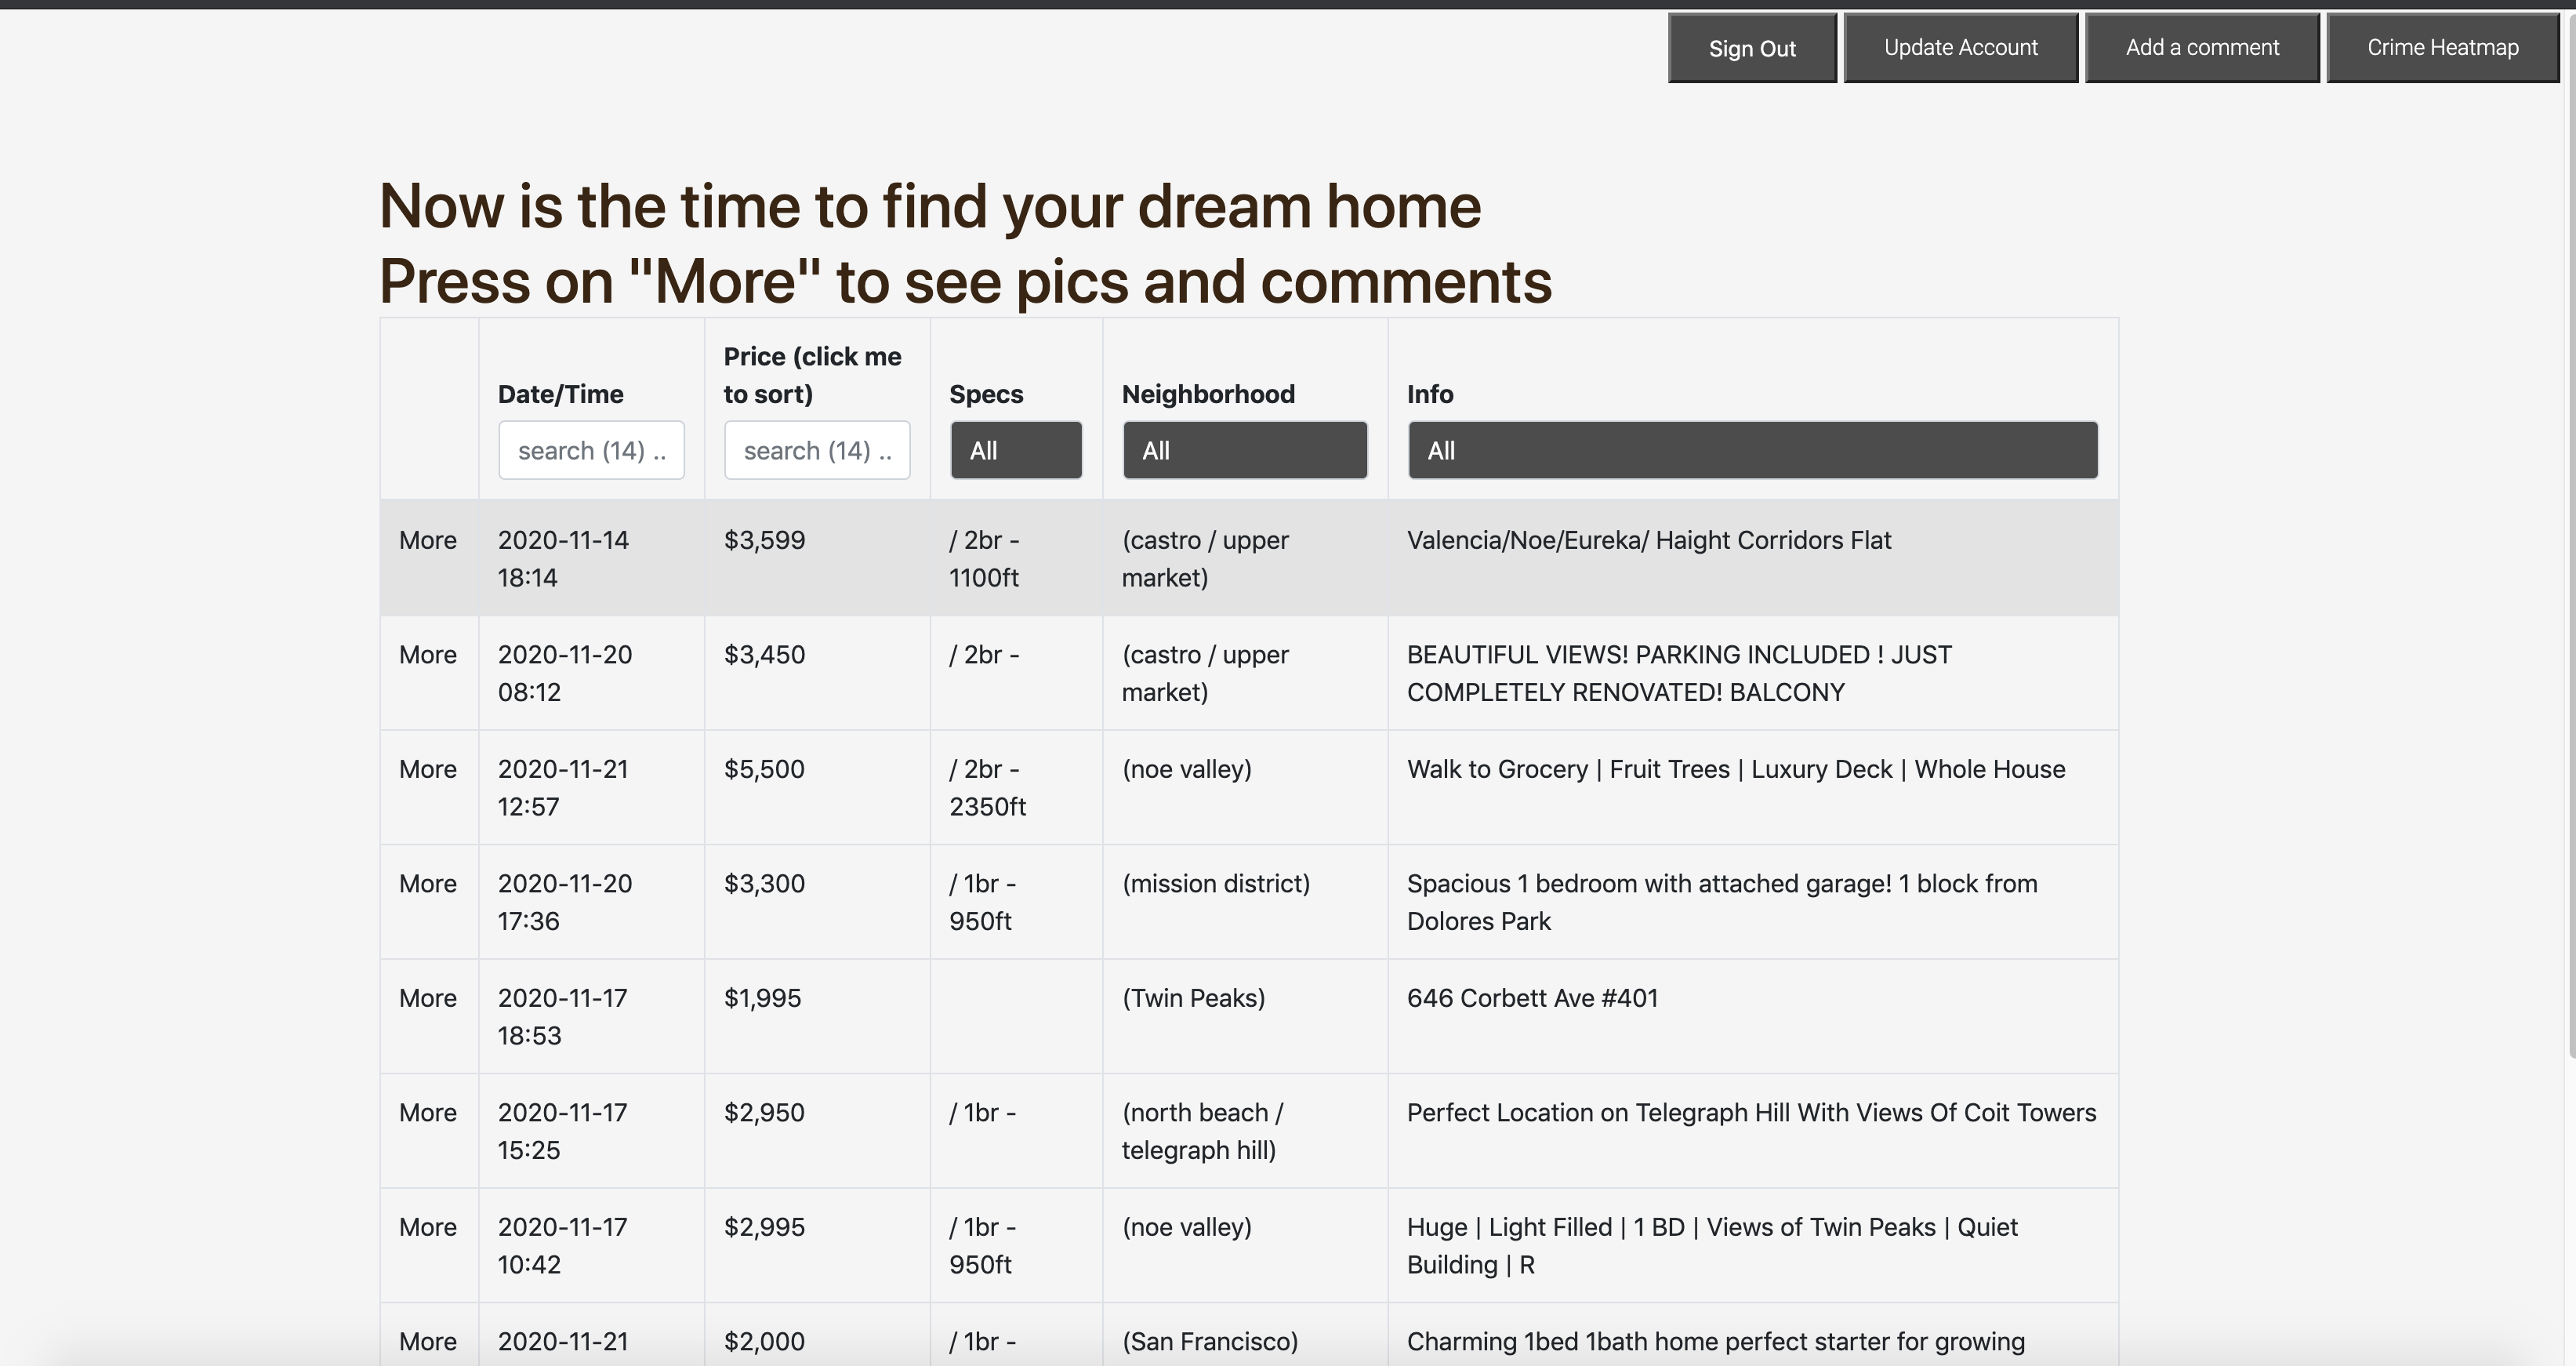 Sign Out Update Account Add a comment Crime Heatmap
Now is the time to find your dream home
Press on "More" to see pics and comments
Date/Time Price (click me to sort) Specs Neighborhood Info
search (14) .. search (14) .. All All All
More 2020-11-14 $3,599 / 2br - (castro / upper Valencia/Noe/Eureka/ Haight Corridors Flat
18:14 1100ft market)
More 2020-11-20 $3,450 / 2br - (castro / upper BEAUTIFUL VIEWS! PARKING INCLUDED ! JUST
08:12 market) COMPLETELY RENOVATED! BALCONY
More 2020-11-21 $5,500 / 2br - (noe valley) Walk to Grocery | Fruit Trees | Luxury Deck | Whole House
12:57 2350ft
More 2020-11-20 $3,300 / 1br - (mission district) Spacious 1 bedroom with attached garage! 1 block from
17:36 950ft Dolores Park
More 2020-11-17 $1,995 (Twin Peaks) 646 Corbett Ave #401
18:53
More 2020-11-17 $2,950 / 1br - (north beach / Perfect Location on Telegraph Hill With Views Of Coit Towers
15:25 telegraph hill)
More 2020-11-17 $2,995 / 1br - (noe valley) Huge | Light Filled | 1 BD | Views of Twin Peaks | Quiet
10:42 950ft Building | R
More 2020-11-21 $2,000 / 1br - (San Francisco) Charming 1bed 1bath home perfect starter for growing